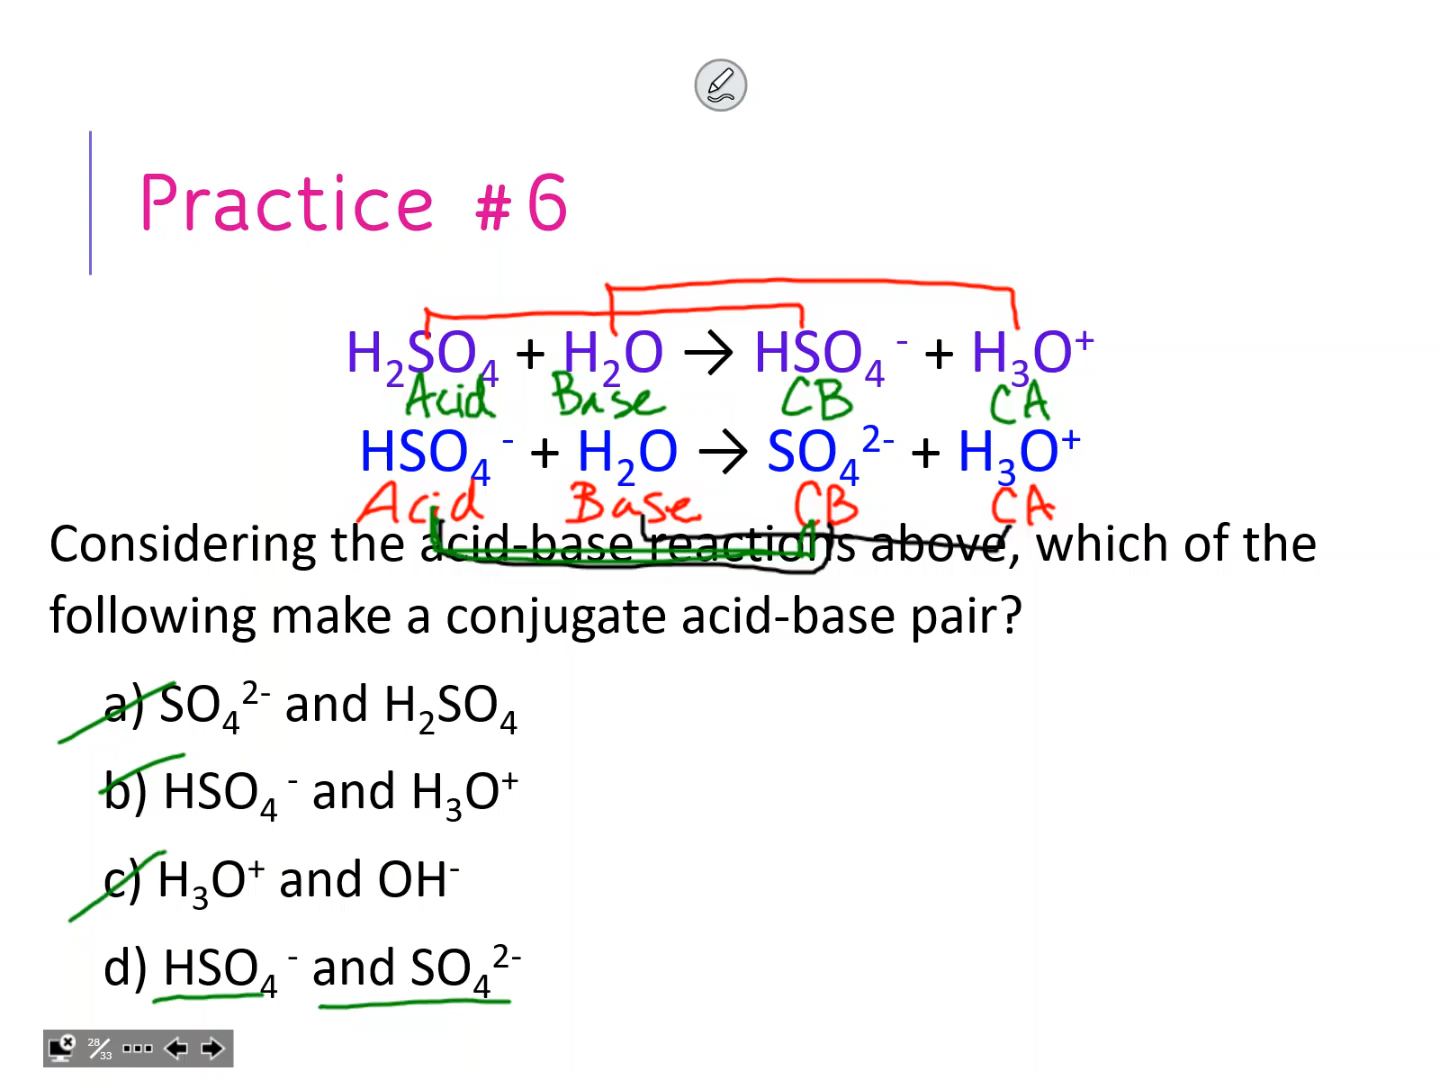 Practice #6
H₂SO₄ + H₂O → HSO₄⁻ + H₃O⁺
Acid Base CB CA
HSO₄⁻ + H₂O → SO₄²⁻ + H₃O⁺
Acid Base CB CA
Considering the acid-base reactions above, which of the
following make a conjugate acid-base pair?
a) SO₄²⁻ and H₂SO₄
b) HSO₄⁻ and H₃O⁺
c) H₃O⁺ and OH⁻
d) HSO₄⁻ and SO₄²⁻
28/33